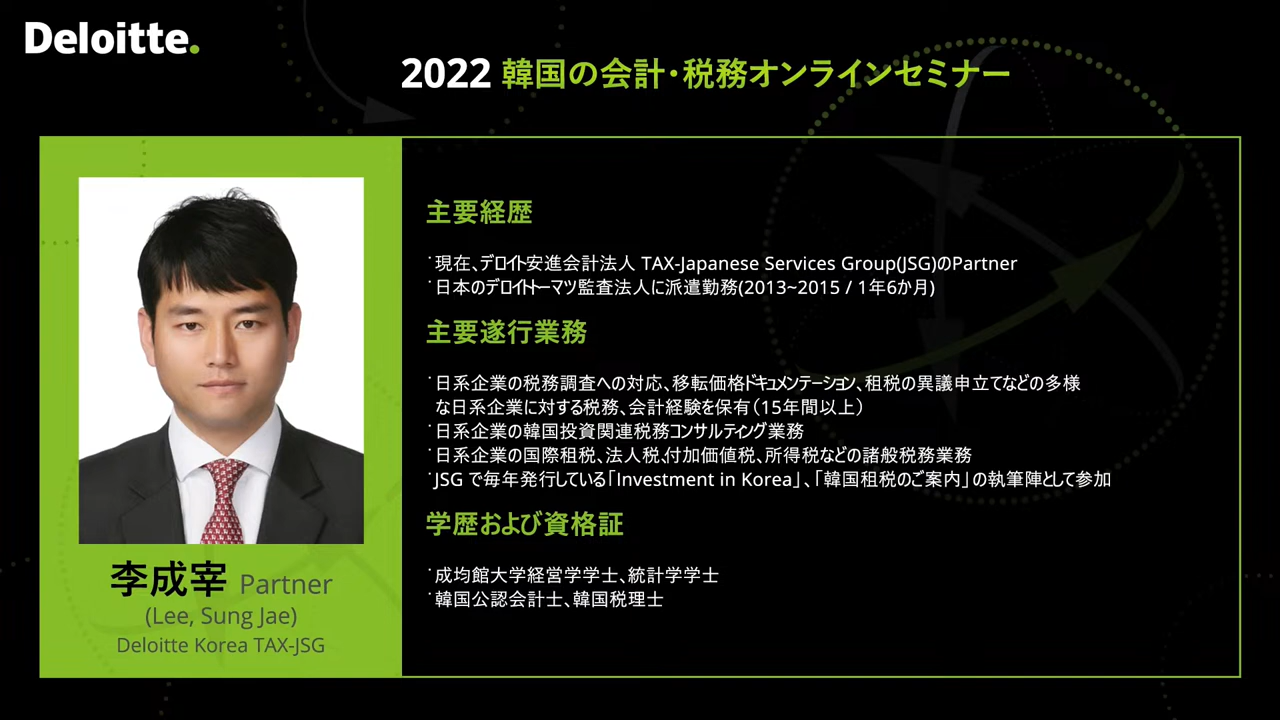 Deloitte.
2022 韓国の会計・税務オンラインセミナー
主要経歴
·現在、デロイト安進会計法人 TAX-Japanese Services Group(JSG)のPartner
·日本のデロイトトーマツ監査法人に派遣勤務(2013~2015 / 1年6か月)
主要遂行業務
·日系企業の税務調査への対応、移転価格ドキュメンテーション、租税の異議申立てなどの多様
な日系企業に対する税務、会計経験を保有（15年間以上）
·日系企業の韓国投資関連税務コンサルティング業務
·日系企業の国際租税、法人税、付加価値税、所得税などの諸般税務業務
·JSG で毎年発行している「Investment in Korea」、「韓国租税のご案内」の執筆陣として参加
学歴および資格証
·成均館大学経営学学士、統計学学士
·韓国公認会計士、韓国税理士
李成宰 Partner
(Lee, Sung Jae)
Deloitte Korea TAX-JSG